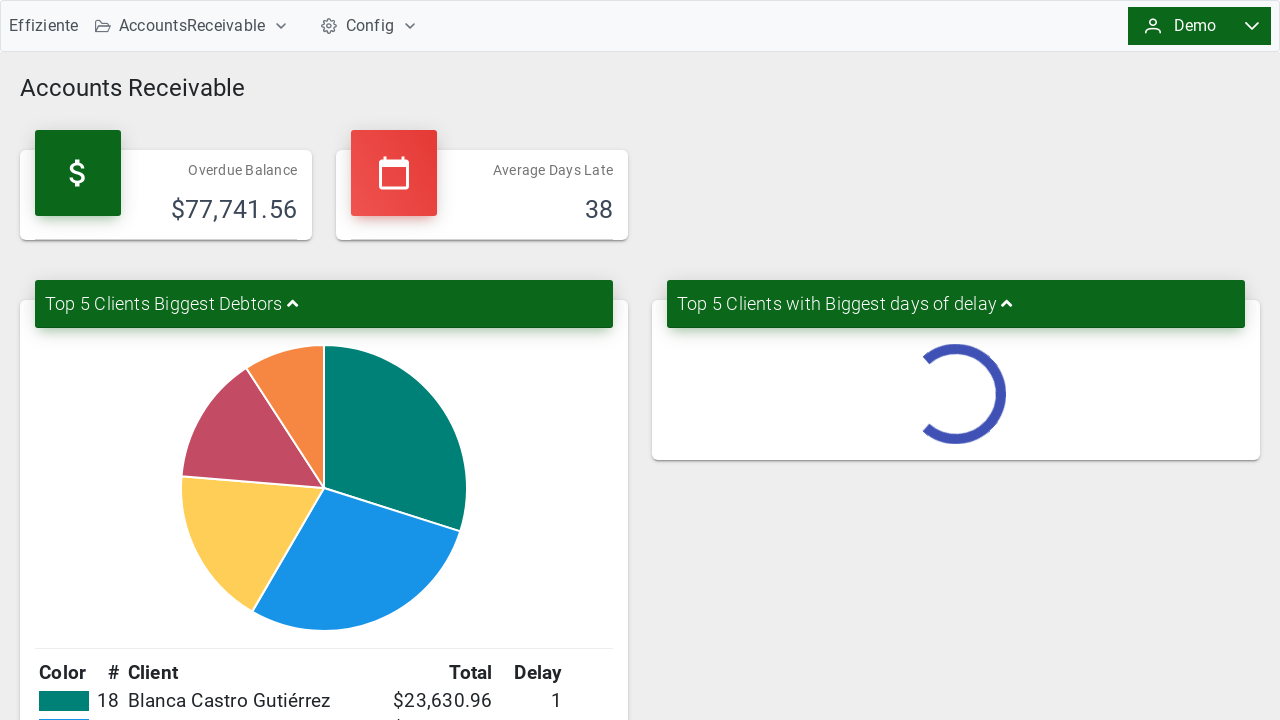 Effiziente AccountsReceivable Config Demo
Accounts Receivable
Overdue Balance
$77,741.56
Average Days Late
38
Top 5 Clients Biggest Debtors
Top 5 Clients with Biggest days of delay
Color # Client Total Delay
18 Blanca Castro Gutiérrez $23,630.96 1